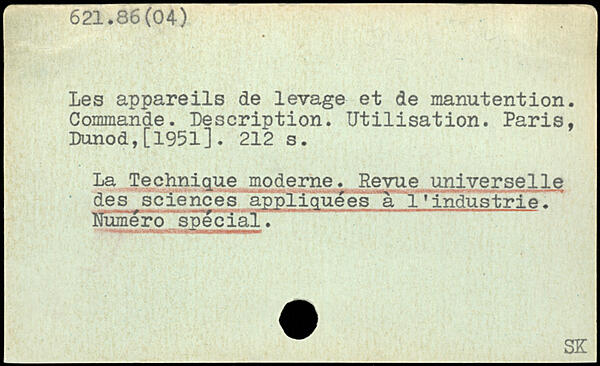 621.86(04)
Les appareils de levage et de manutention.
Commande. Description. Utilisation. Paris,
Dunod,[1951]. 212 s.
La Technique moderne. Revue universelle
des sciences appliquées à l'industrie.
Numéro spécial.
SK